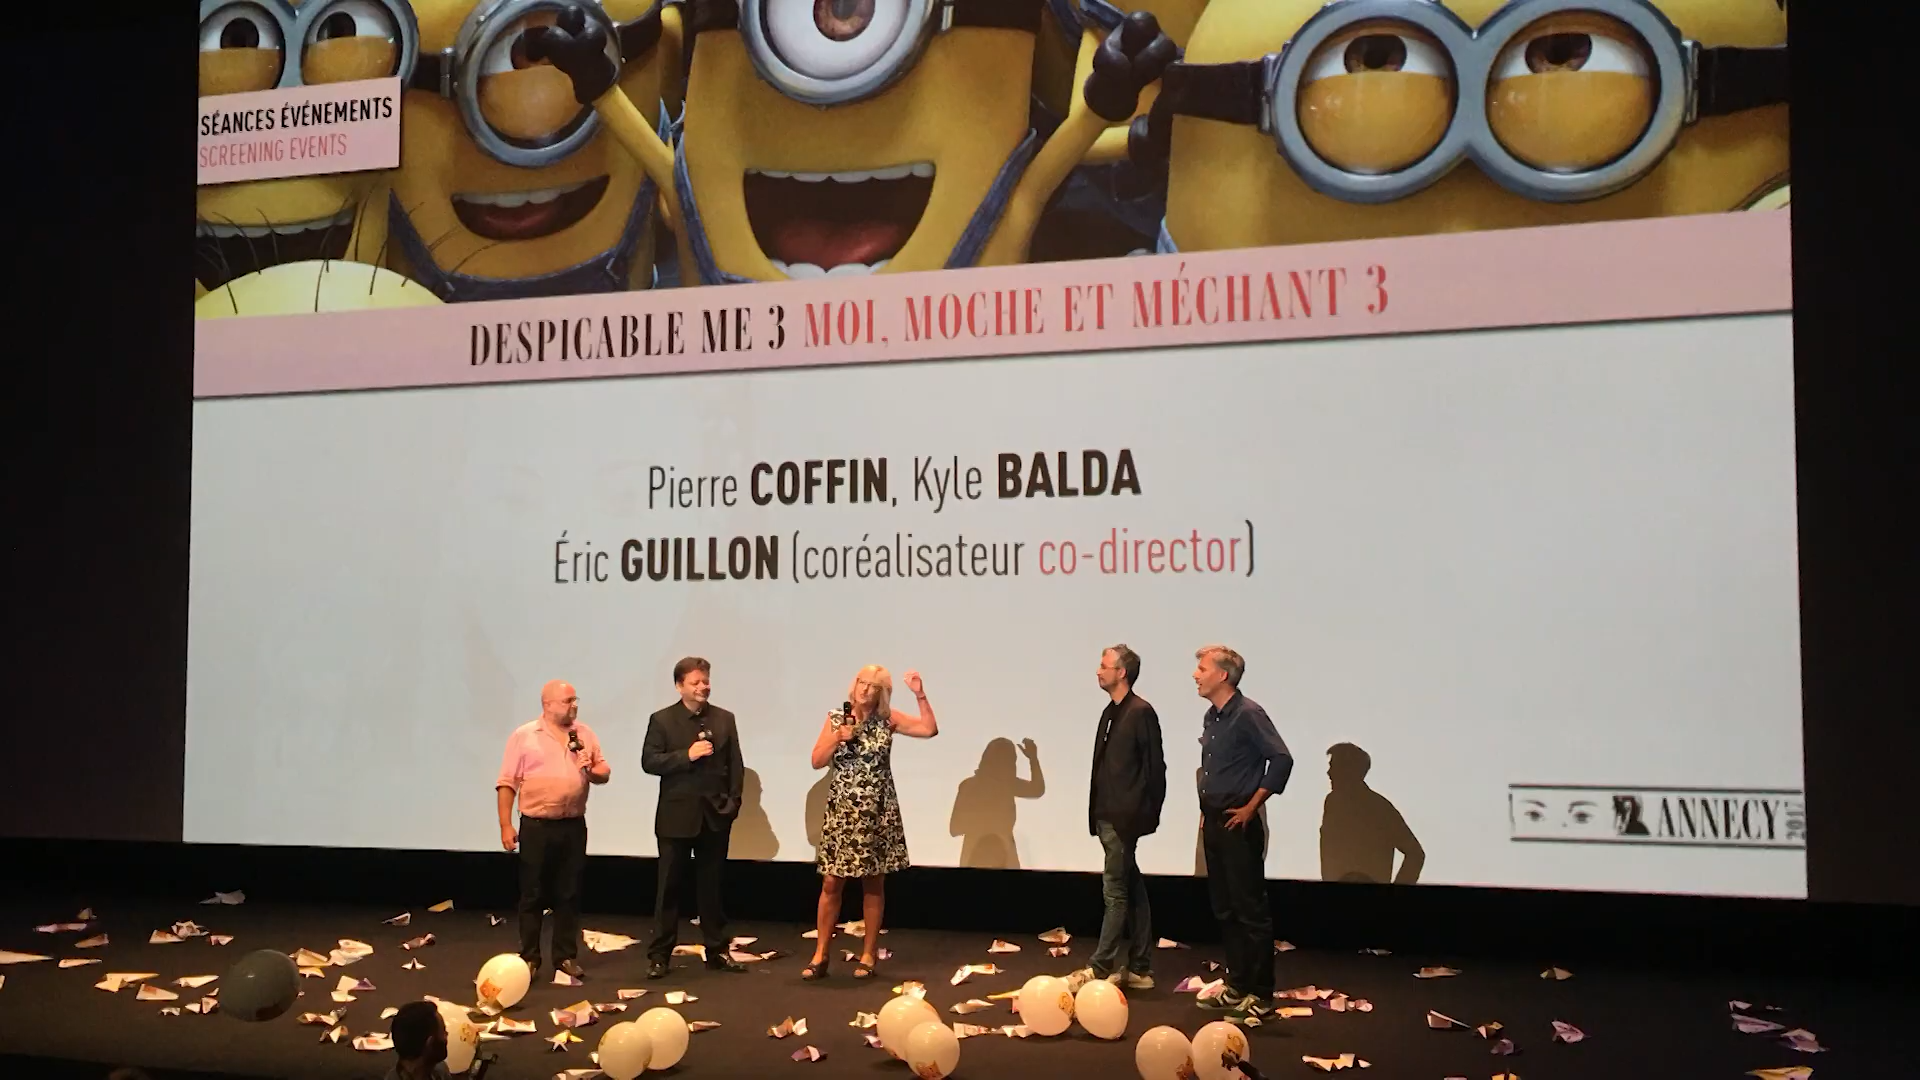 SÉANCES ÉVÉNEMENTS
SCREENING EVENTS
DESPICABLE ME 3 MOI, MOCHE ET MÉCHANT 3
Pierre COFFIN, Kyle BALDA
Éric GUILLON (coréalisateur co-director)
ANNECY 2017